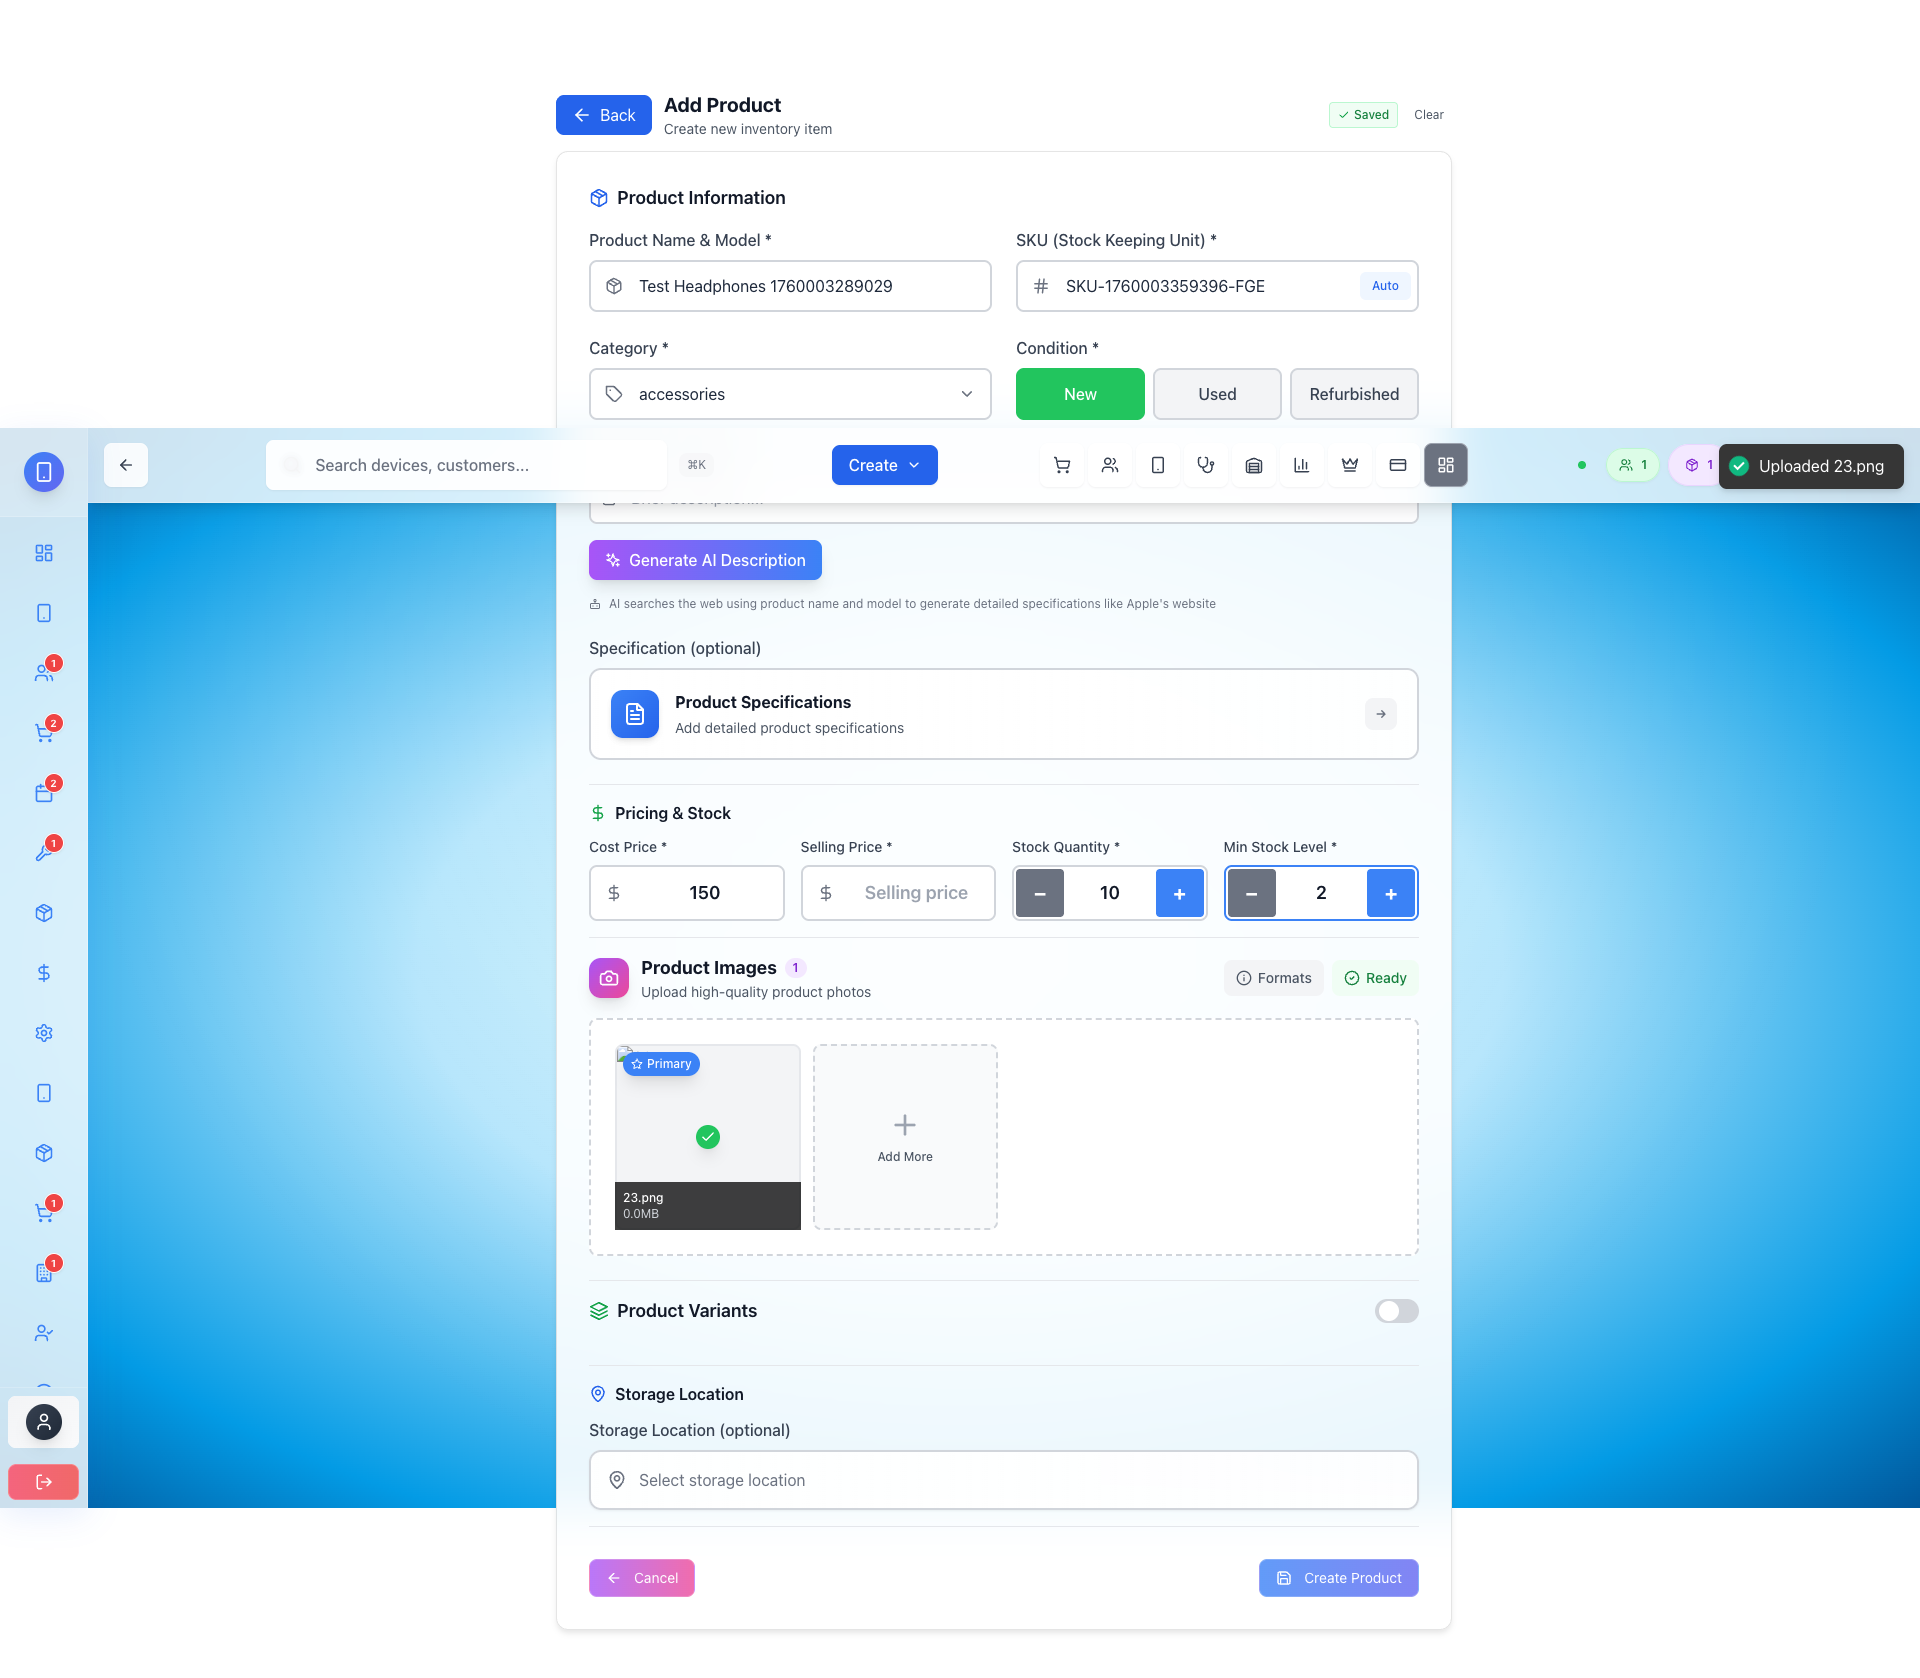 Back
Add Product
Create new inventory item
Saved
Clear
Product Information
Product Name & Model *
SKU (Stock Keeping Unit) *
Test Headphones 1760003289029
SKU-1760003359396-FGE
Auto
Category *
Condition *
accessories
New
Used
Refurbished
Search devices, customers...
⌘K
Create
1
1
Uploaded 23.png
Generate AI Description
AI searches the web using product name and model to generate detailed specifications like Apple's website
Specification (optional)
Product Specifications
Add detailed product specifications
Pricing & Stock
Cost Price *
Selling Price *
Stock Quantity *
Min Stock Level *
150
Selling price
−
10
+
−
2
+
Product Images 1
Upload high-quality product photos
Formats
Ready
Primary
23.png
0.0MB
Add More
Product Variants
Storage Location
Storage Location (optional)
Select storage location
Cancel
Create Product
1
2
2
1
1
1